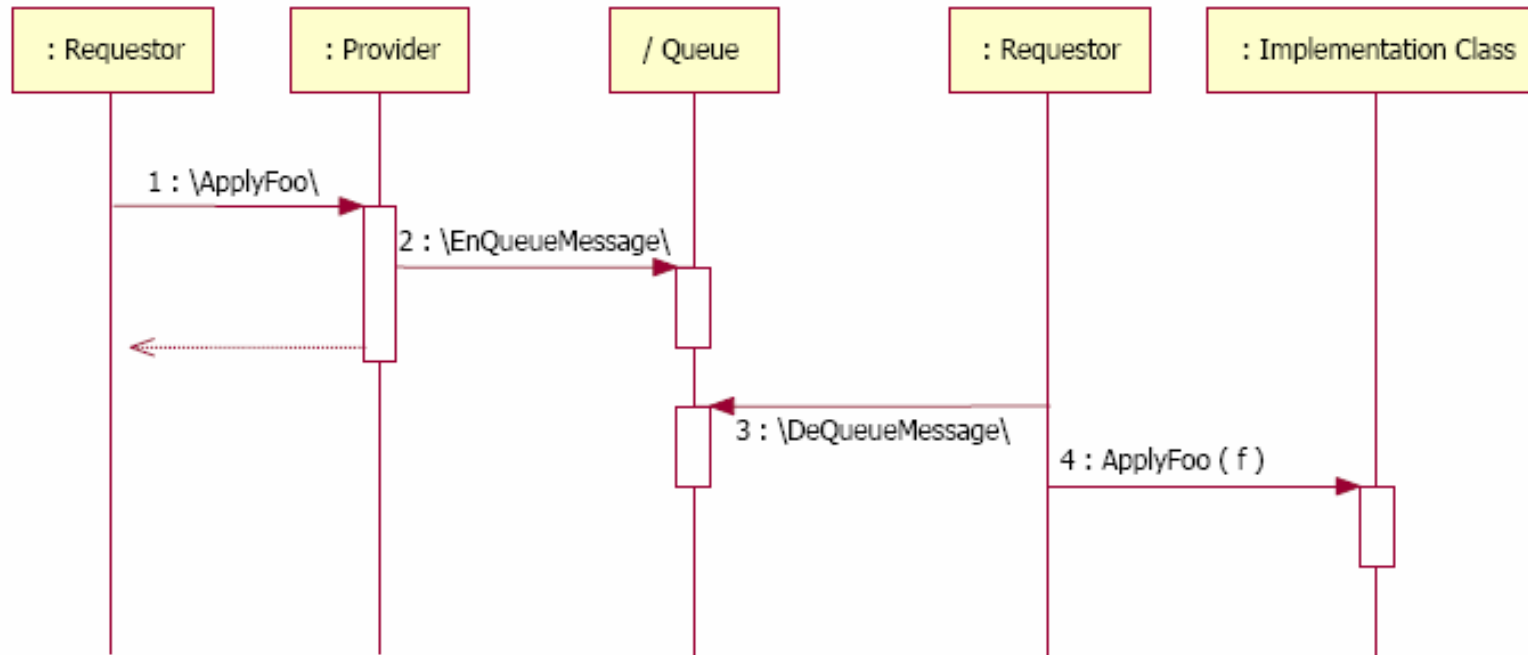 : Requestor
: Provider
/ Queue
: Requestor
: Implementation Class
1 : \ApplyFoo\
2 : \EnQueueMessage\
3 : \DeQueueMessage\
4 : ApplyFoo ( f )